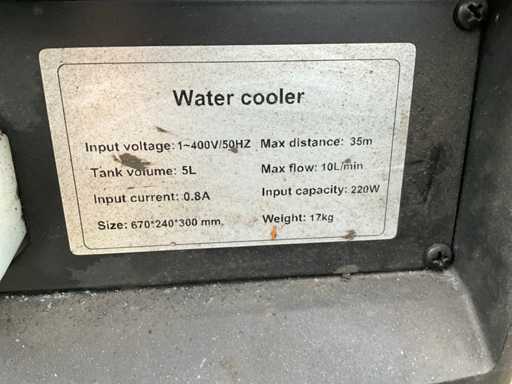 Water cooler
Input voltage: 1~400V/50HZ Max distance: 35m
Tank volume: 5L Max flow: 10L/min
Input current: 0.8A Input capacity: 220W
Size: 670*240*300 mm. Weight: 17kg